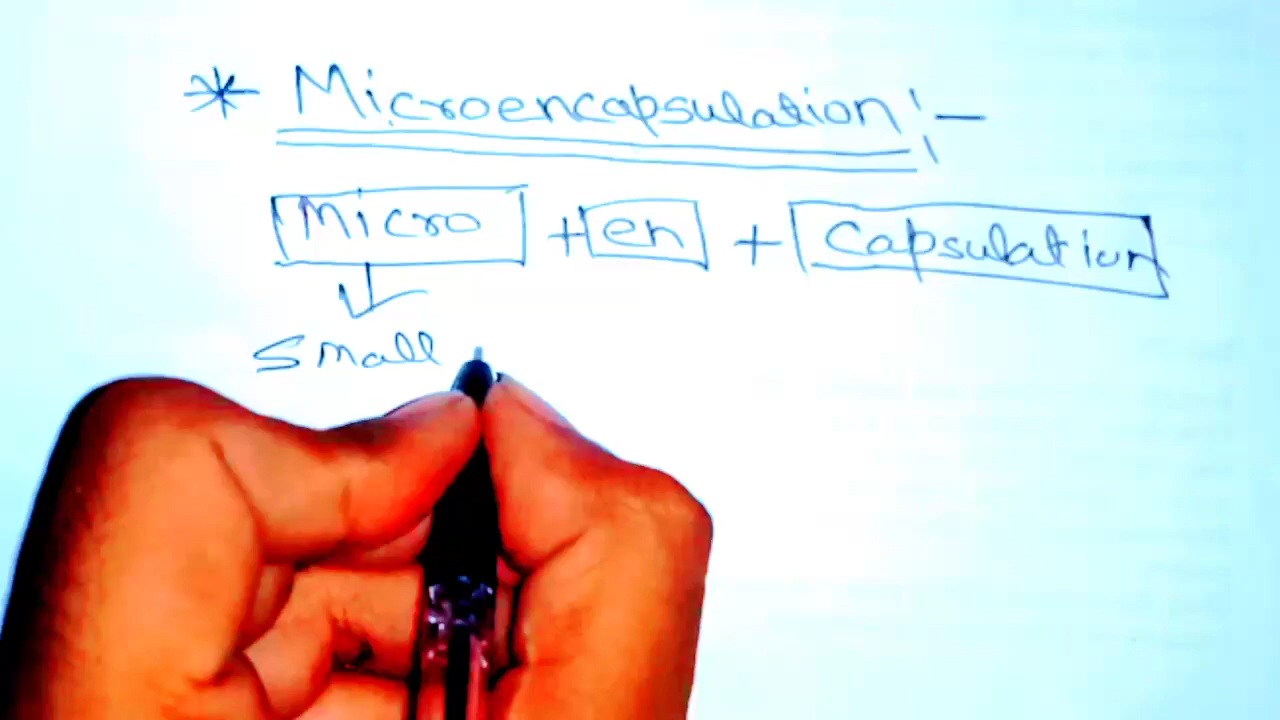 * Microencapsulation :-
Micro + en + Capsulation
Small